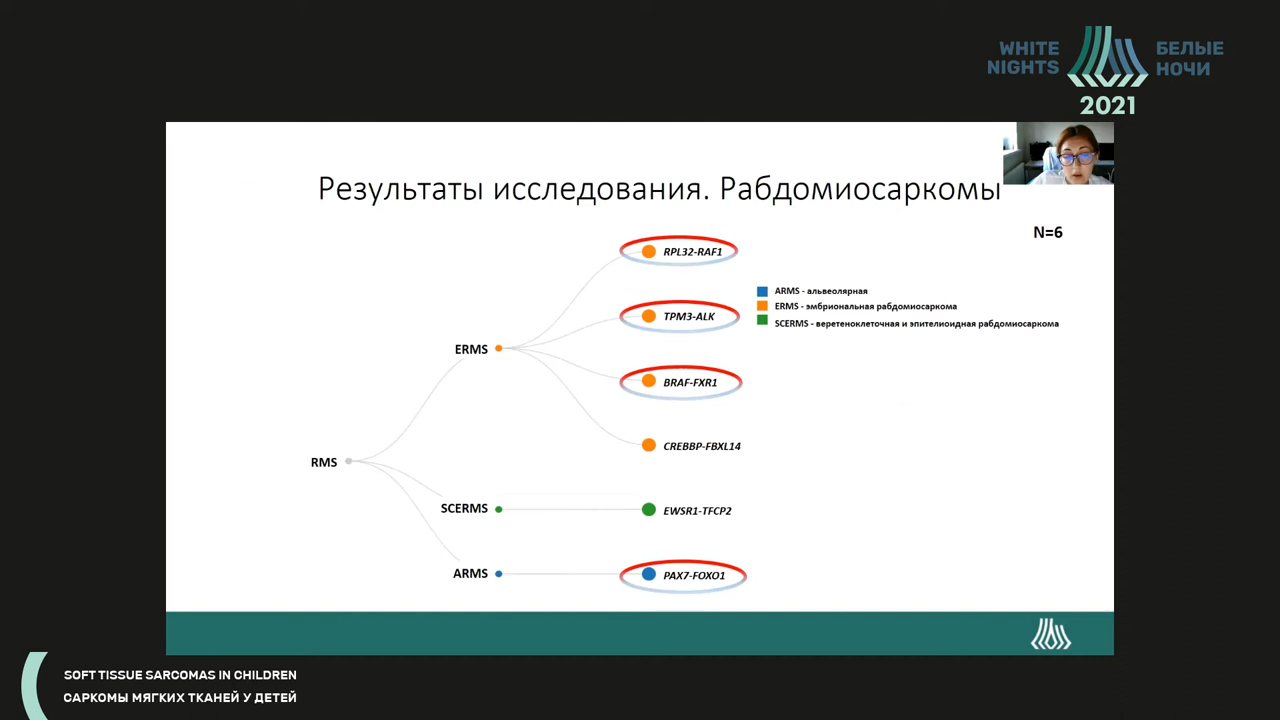 WHITE NIGHTS
БЕЛЫЕ НОЧИ
2021
Результаты исследования. Рабдомиосаркомы
N=6
RPL32-RAF1
ARMS - альвеолярная
ERMS - эмбриональная рабдомиосаркома
SCERMS - веретеноклеточная и эпителиоидная рабдомиосаркома
TPM3-ALK
ERMS
BRAF-FXR1
CREBBP-FBXL14
RMS
SCERMS
EWSR1-TFCP2
ARMS
PAX7-FOXO1
SOFT TISSUE SARCOMAS IN CHILDREN
САРКОМЫ МЯГКИХ ТКАНЕЙ У ДЕТЕЙ